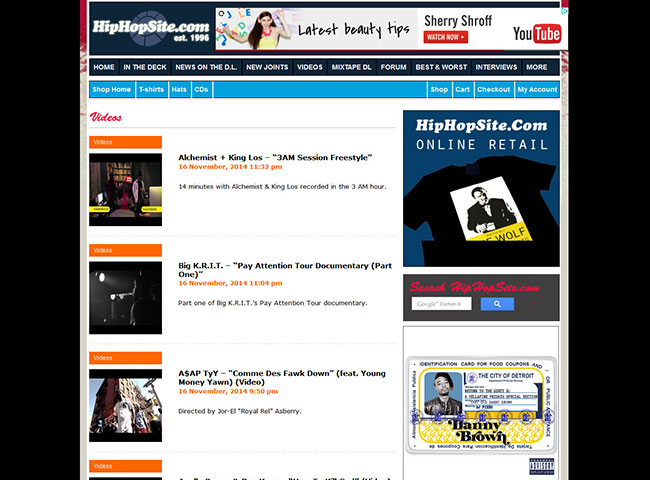 HipHopSite.com
est. 1996
Latest beauty tips
Sherry Shroff
WATCH NOW ►
YouTube
HOME IN THE DECK NEWS ON THE D.L. NEW JOINTS VIDEOS MIXTAPE DL FORUM BEST & WORST INTERVIEWS MORE
Shop Home T-shirts Hats CDs Shop Cart Checkout My Account
Videos
Videos
Alchemist + King Los – “3AM Session Freestyle”
16 November, 2014 11:32 pm
14 minutes with Alchemist & King Los recorded in the 3 AM hour.
Videos
Big K.R.I.T. – “Pay Attention Tour Documentary (Part
One)”
16 November, 2014 11:04 pm
Part one of Big K.R.I.T.'s Pay Attention Tour documentary.
Videos
A$AP TyY – “Comme Des Fawk Down” (feat. Young
Money Yawn) (Video)
16 November, 2014 9:50 pm
Directed by Jor-El "Royal Rel" Asberry.
Videos
HipHopSite.Com
ONLINE RETAIL
WOLF
Search HipHopSite.com
Google™ Custom S
IDENTIFICATION CARD FOR FOOD COUPONS AND
THE CITY OF DETROIT
Danny
Brown
PARENTAL
ADVISORY